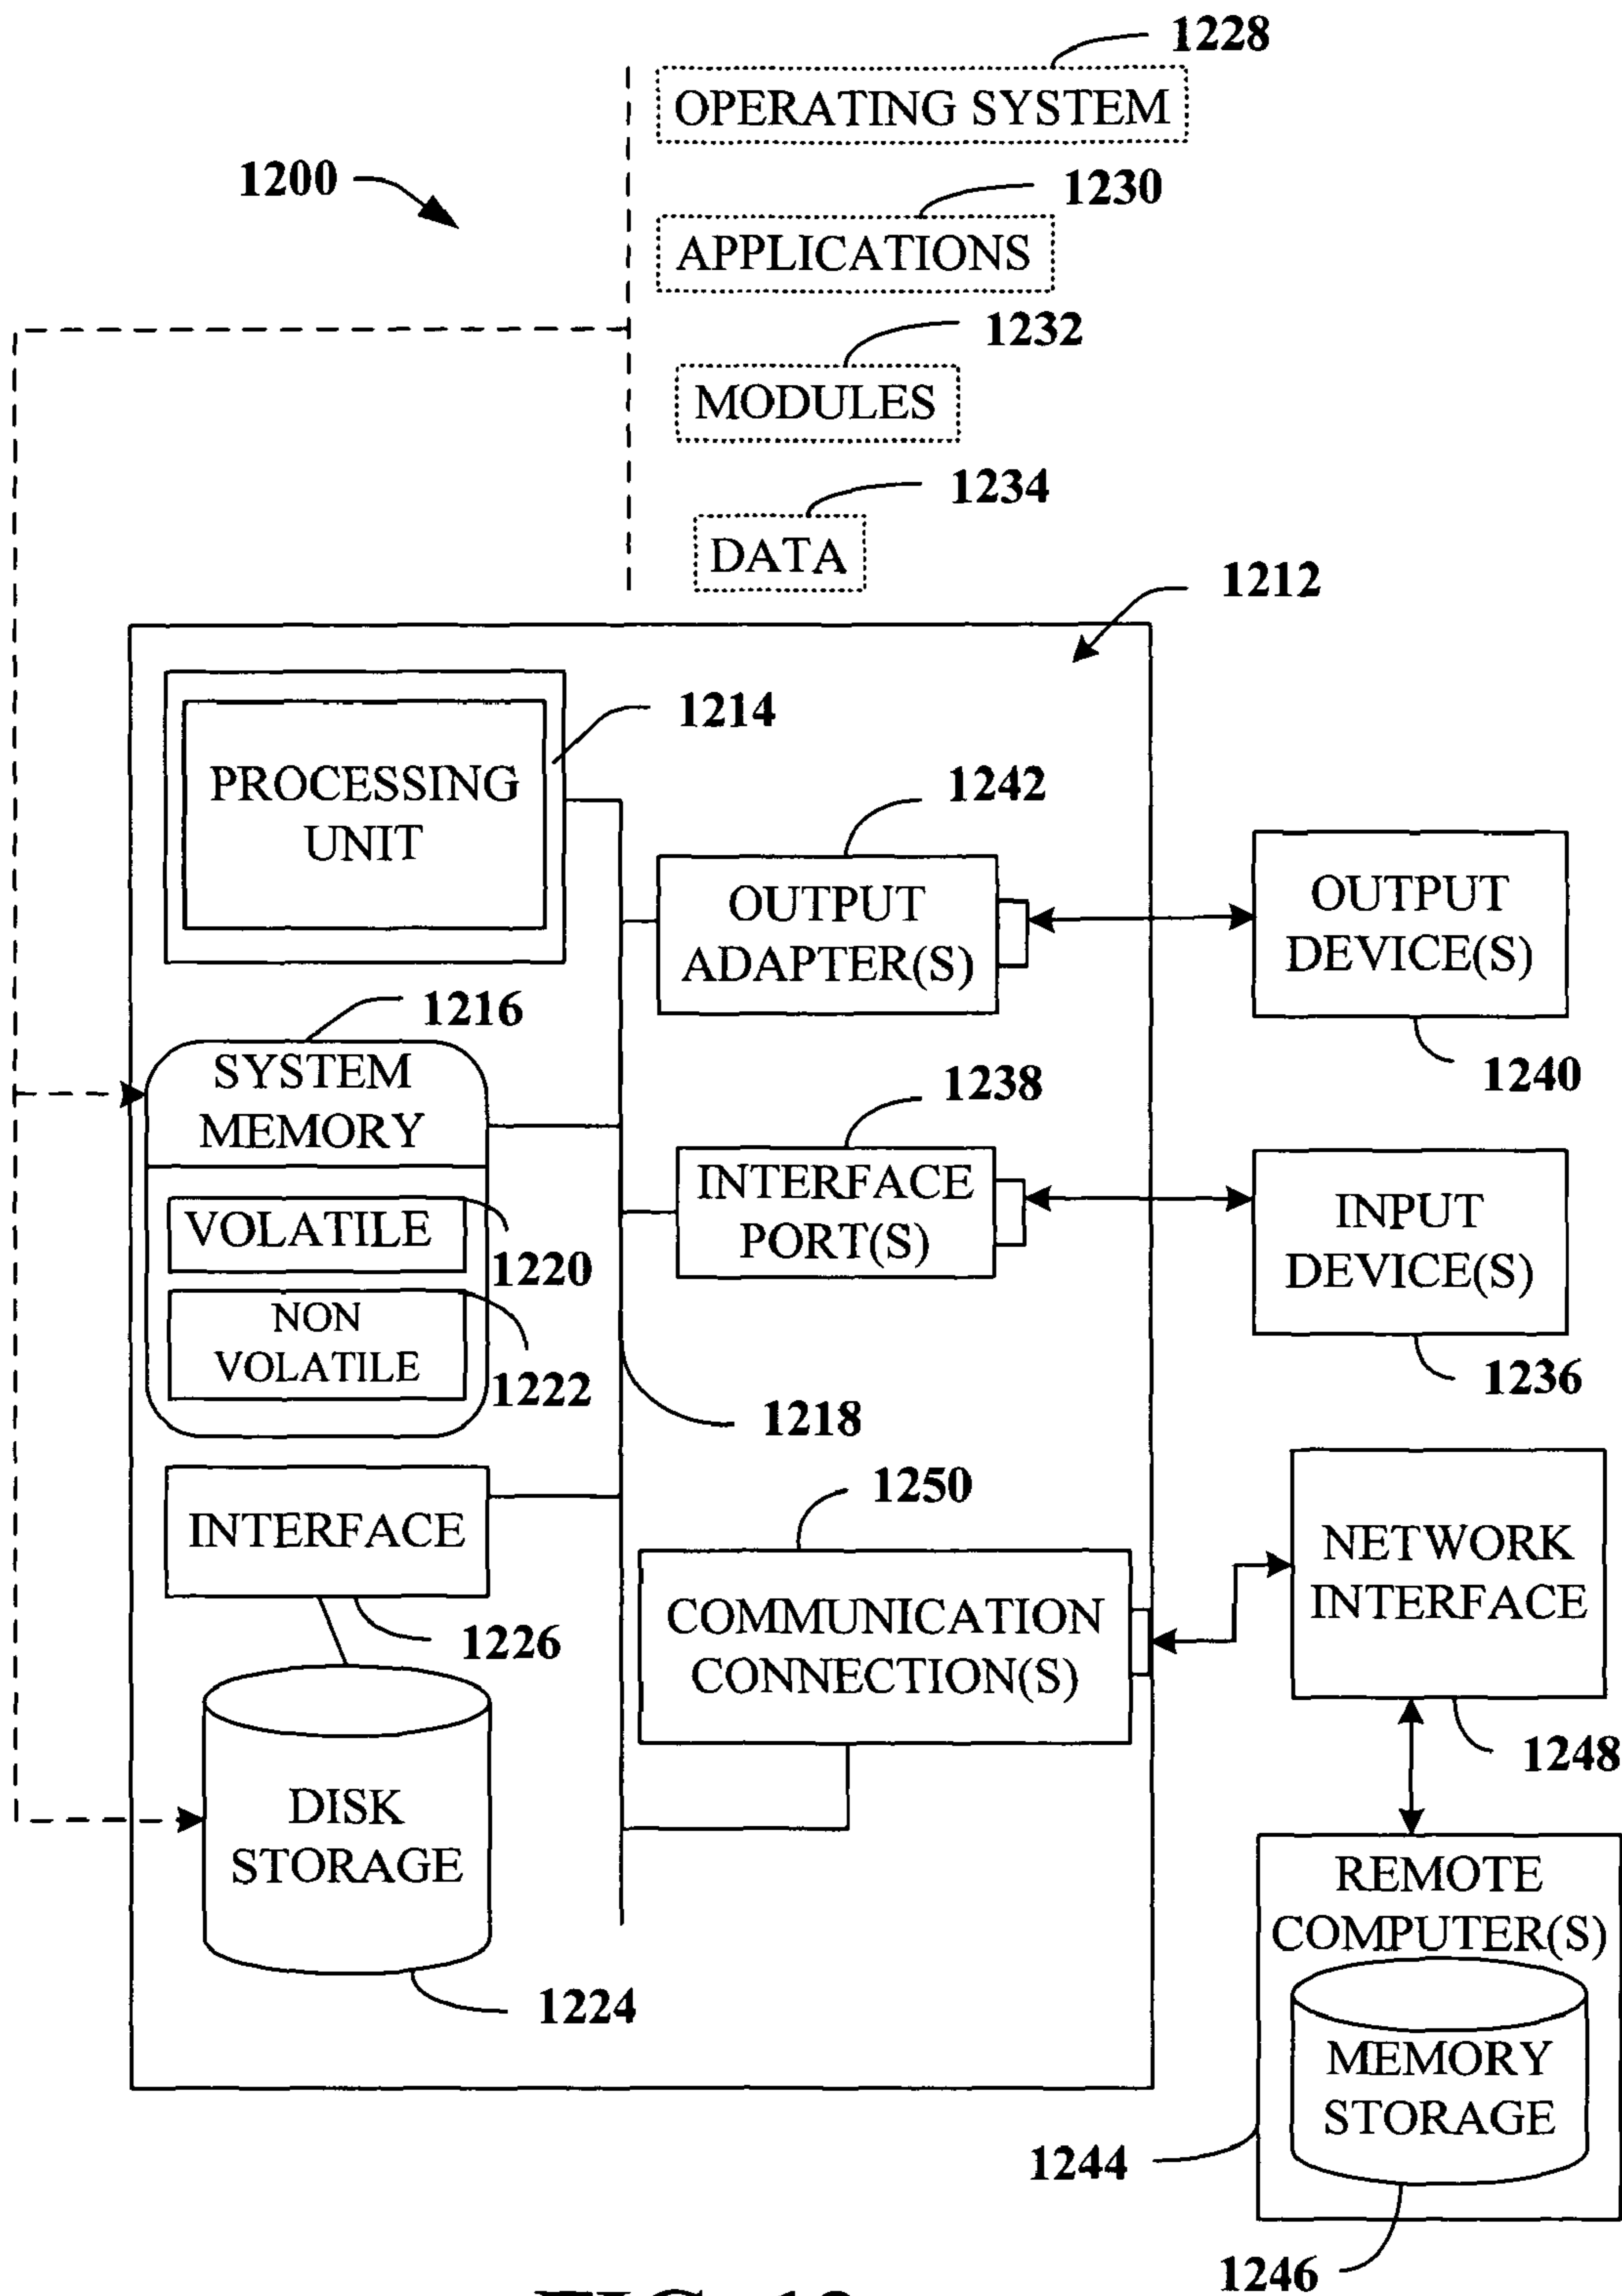 1228
OPERATING SYSTEM
1200
1230
APPLICATIONS
1232
MODULES
1234
DATA
1212
1214
PROCESSING
UNIT
1242
OUTPUT
ADAPTER(S)
OUTPUT
DEVICE(S)
1240
1216
SYSTEM
MEMORY
1238
INTERFACE
PORT(S)
INPUT
DEVICE(S)
1236
VOLATILE
1220
NON
VOLATILE
1222
1218
1250
INTERFACE
1226
COMMUNICATION
CONNECTION(S)
NETWORK
INTERFACE
1248
DISK
STORAGE
1224
REMOTE
COMPUTER(S)
MEMORY
STORAGE
1244
1246